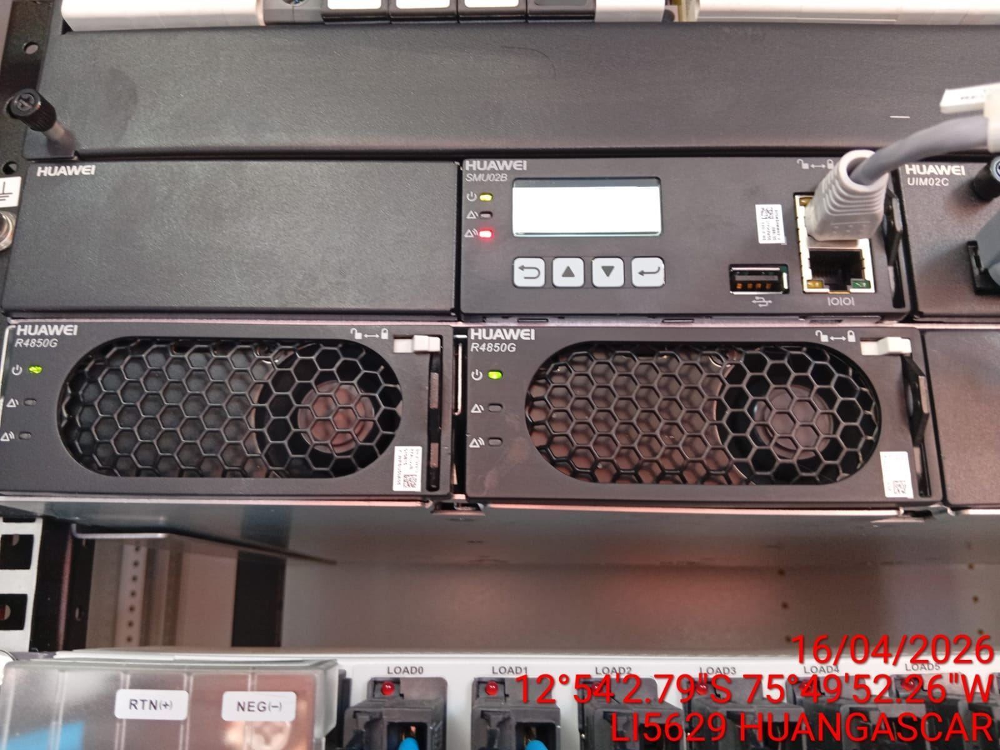 HUAWEI
HUAWEI
SMU02B
HUAWEI
UIM02C
HUAWEI
R4850G
HUAWEI
R4850G
16/04/2026
LOAD0
LOAD1
LOAD2
LOAD3
LOAD4
LOAD5
12°54'2.79"S 75°49'52.26"W
RTN(+)
NEG(-)
LI5629 HUANGASCAR